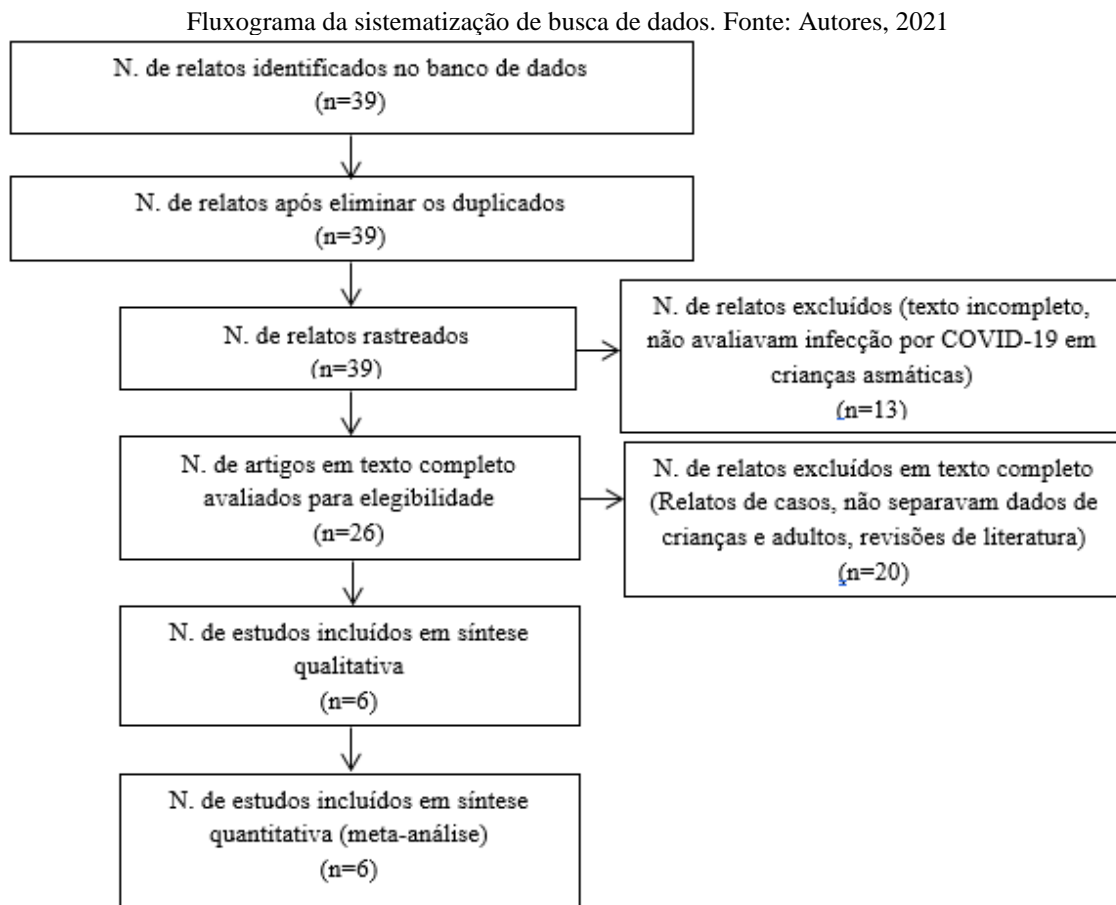 Fluxograma da sistematização de busca de dados. Fonte: Autores, 2021
N. de relatos identificados no banco de dados
(n=39)
N. de relatos após eliminar os duplicados
(n=39)
N. de relatos rastreados
(n=39)
N. de relatos excluídos (texto incompleto,
não avaliavam infecção por COVID-19 em
crianças asmáticas)
(n=13)
N. de artigos em texto completo
avaliados para elegibilidade
(n=26)
N. de relatos excluídos em texto completo
(Relatos de casos, não separavam dados de
crianças e adultos, revisões de literatura)
(n=20)
N. de estudos incluídos em síntese
qualitativa
(n=6)
N. de estudos incluídos em síntese
quantitativa (meta-análise)
(n=6)